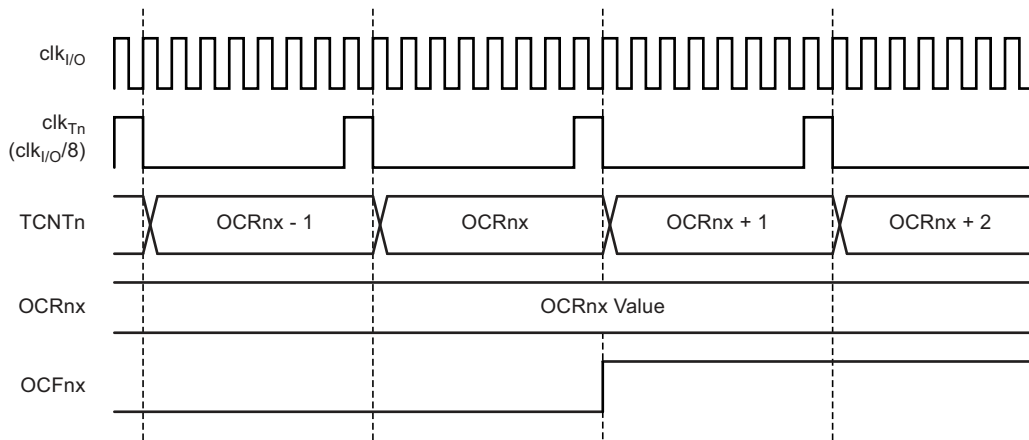 clkI/O
clkTn
(clkI/O/8)
TCNTn OCRnx - 1 OCRnx OCRnx + 1 OCRnx + 2
OCRnx OCRnx Value
OCFnx